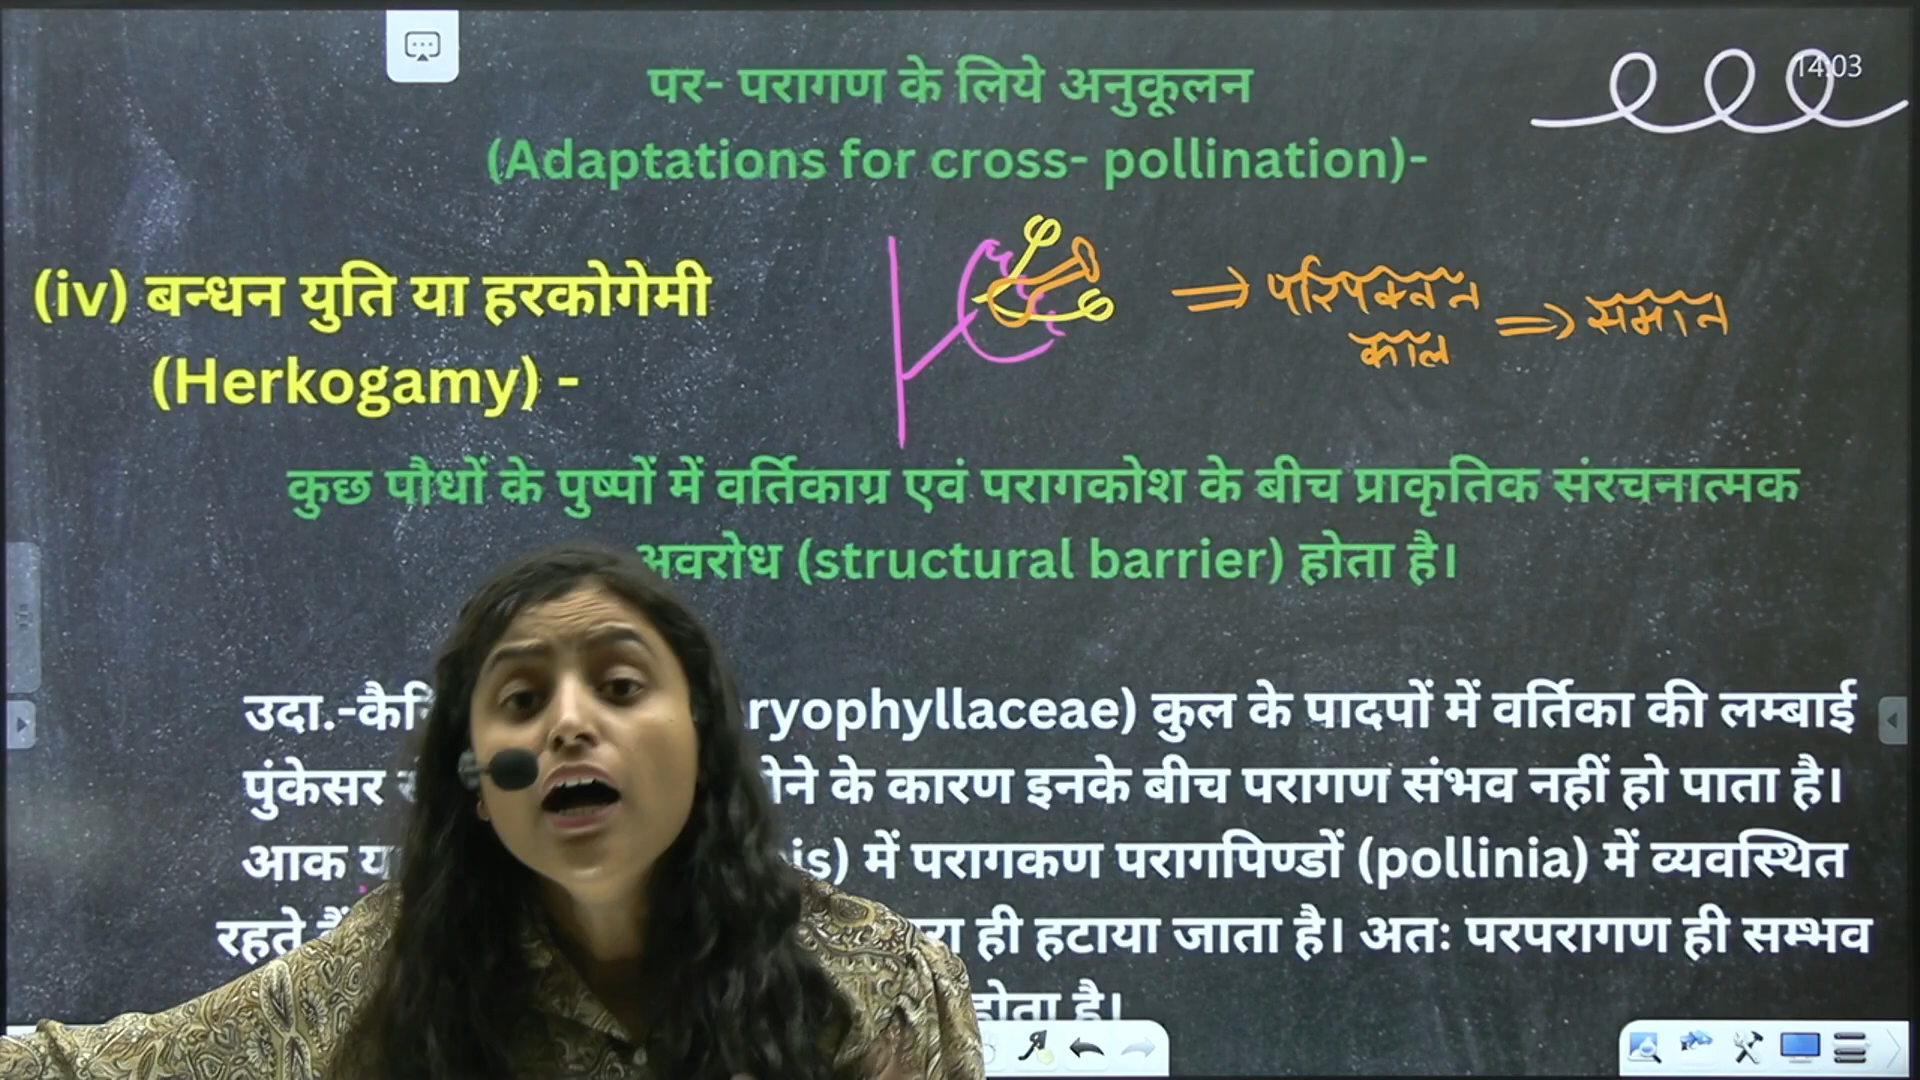 14:03
पर- परागण के लिये अनुकूलन
(Adaptations for cross- pollination)-
(iv) बन्धन युति या हरकोगेमी
(Herkogamy) -
⇒ परिपक्वन काल ⇒ समान
कुछ पौधों के पुष्पों में वर्तिकाग्र एवं परागकोश के बीच प्राकृतिक संरचनात्मक
अवरोध (structural barrier) होता है।
उदा.- ryophyllaceae) कुल के पादपों में वर्तिका की लम्बाई
पुंकेसर के कारण इनके बीच परागण संभव नहीं हो पाता है।
आक में परागकण परागपिण्डों (pollinia) में व्यवस्थित
रहते ही हटाया जाता है। अतः परपरागण ही सम्भव
होता है।